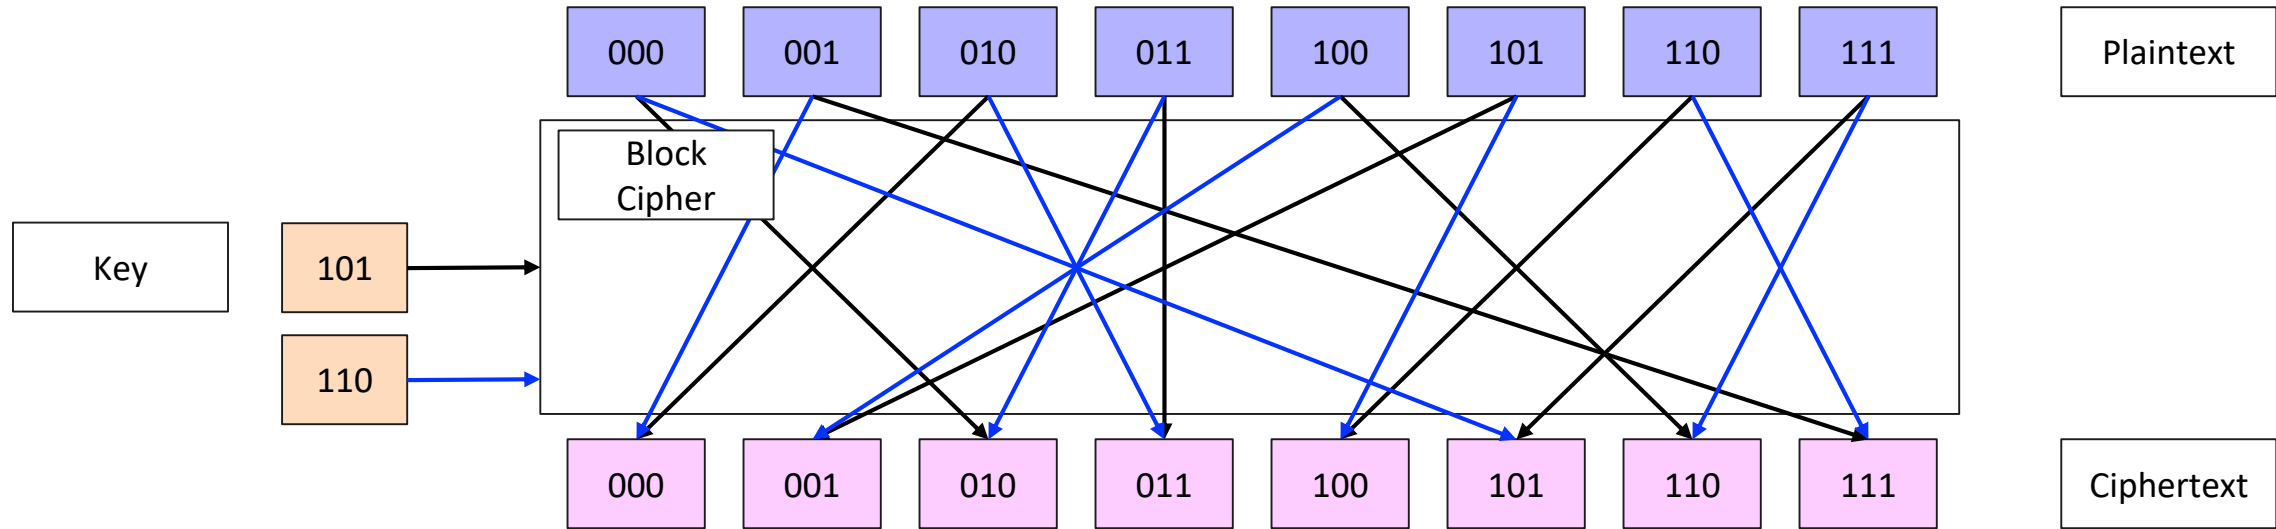 000 001 010 011 100 101 110 111 Plaintext
Block
Cipher
Key 101
110
000 001 010 011 100 101 110 111 Ciphertext